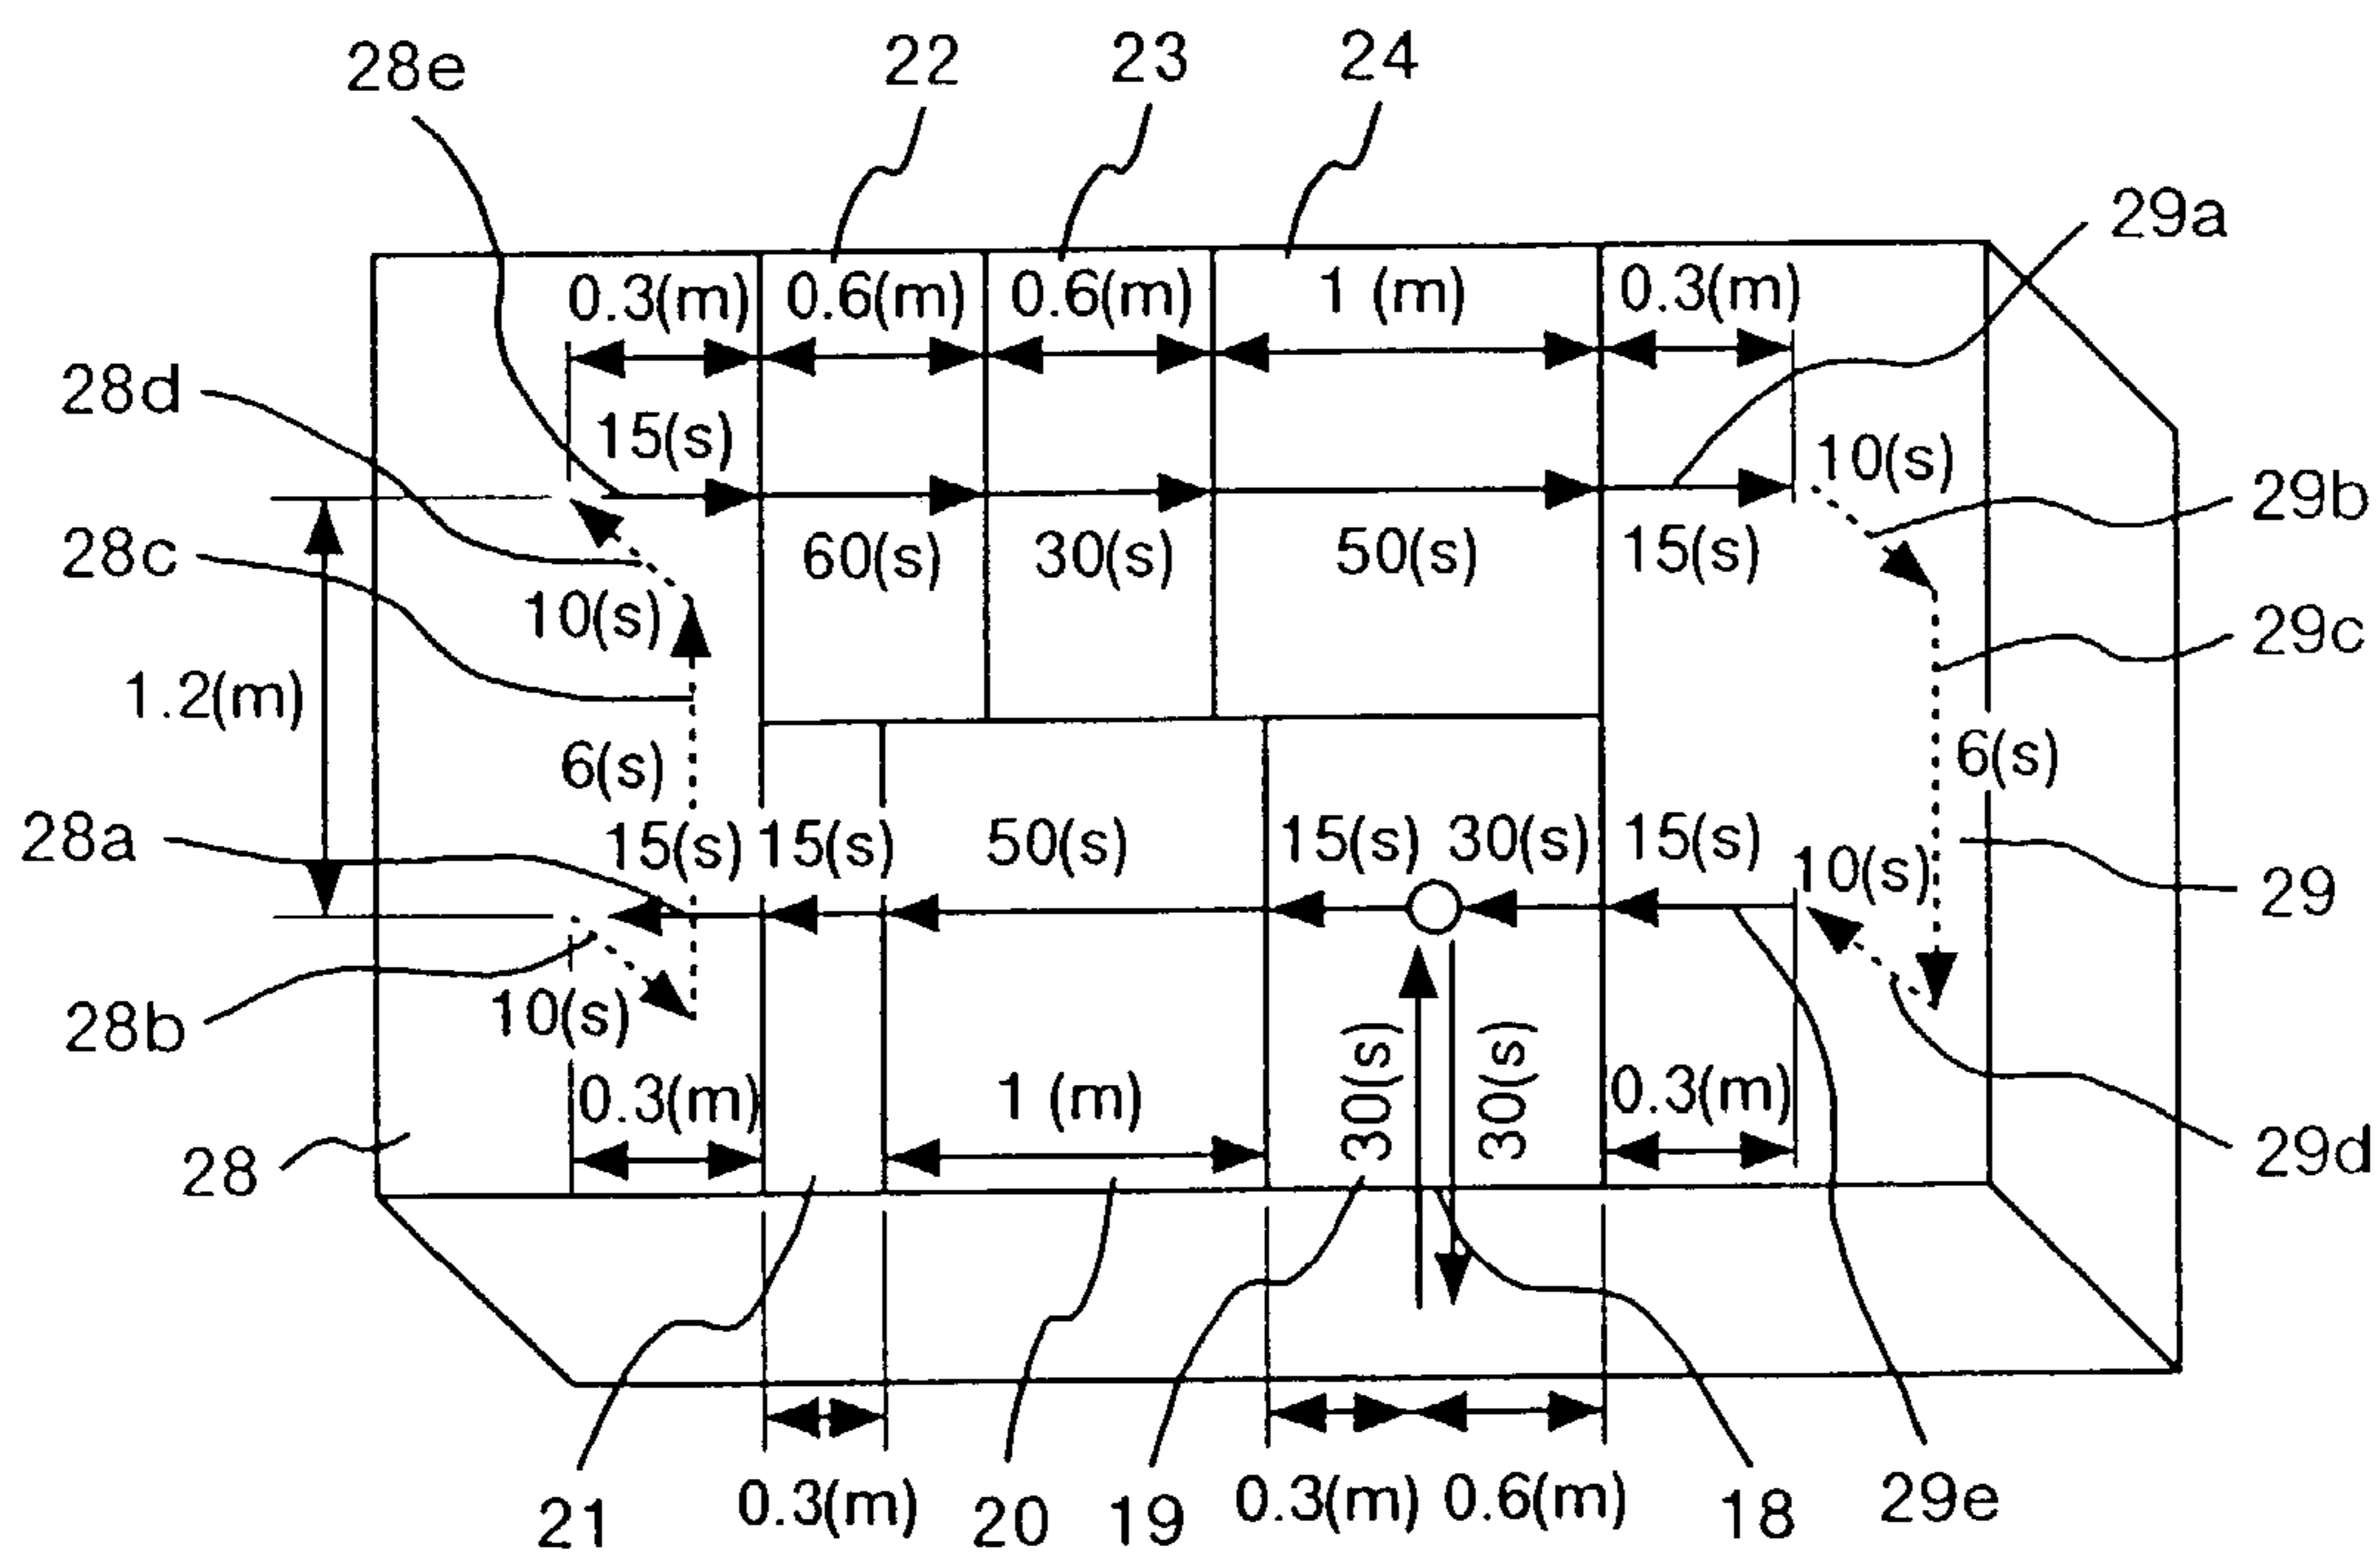 28e 22 23 24
29a
0.3(m) 0.6(m) 0.6(m) 1 (m) 0.3(m)
28d 15(s) 10(s)
29b
28c 60(s) 30(s) 50(s) 15(s)
10(s) 29c
1.2(m) 6(s) 6(s)
28a 15(s) 15(s) 50(s) 15(s) 30(s) 15(s) 10(s)
29
28b 10(s) 30(s) 30(s)
0.3(m) 1 (m) 0.3(m)
28 29d
21 0.3(m) 20 19 0.3(m) 0.6(m) 18 29e